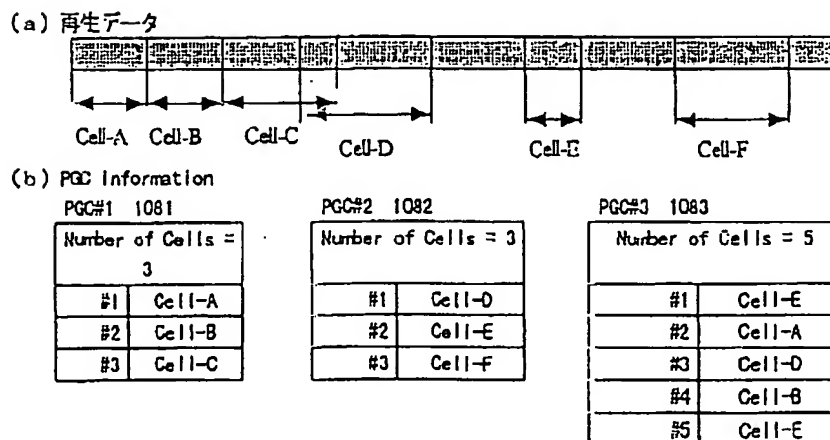 (a) 再生データ
Cell-A Cell-B Cell-C Cell-D Cell-E Cell-F
(b) PGC information
PGC#1 1081
Number of Cells =
3
#1 Cell-A
#2 Cell-B
#3 Cell-C
PGC#2 1082
Number of Cells = 3
#1 Cell-D
#2 Cell-E
#3 Cell-F
PGC#3 1083
Number of Cells = 5
#1 Cell-E
#2 Cell-A
#3 Cell-D
#4 Cell-B
#5 Cell-E